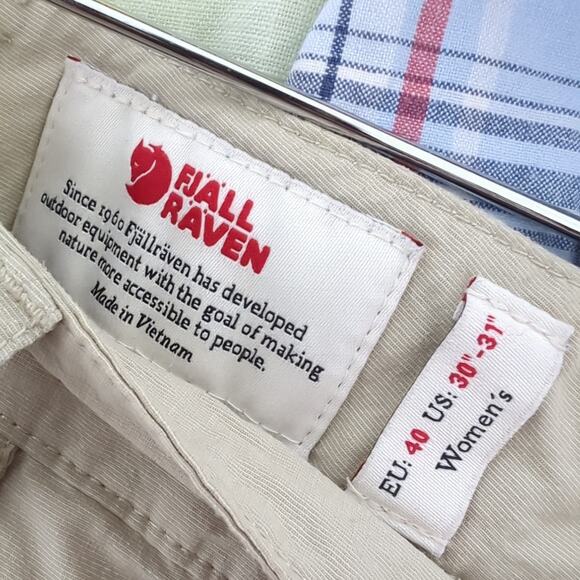 FJÄLL
RÄVEN
Since 1960 Fjällräven has developed
outdoor equipment with the goal of making
nature more accessible to people.
Made in Vietnam
EU: 40 US: 30"-31"
Women's